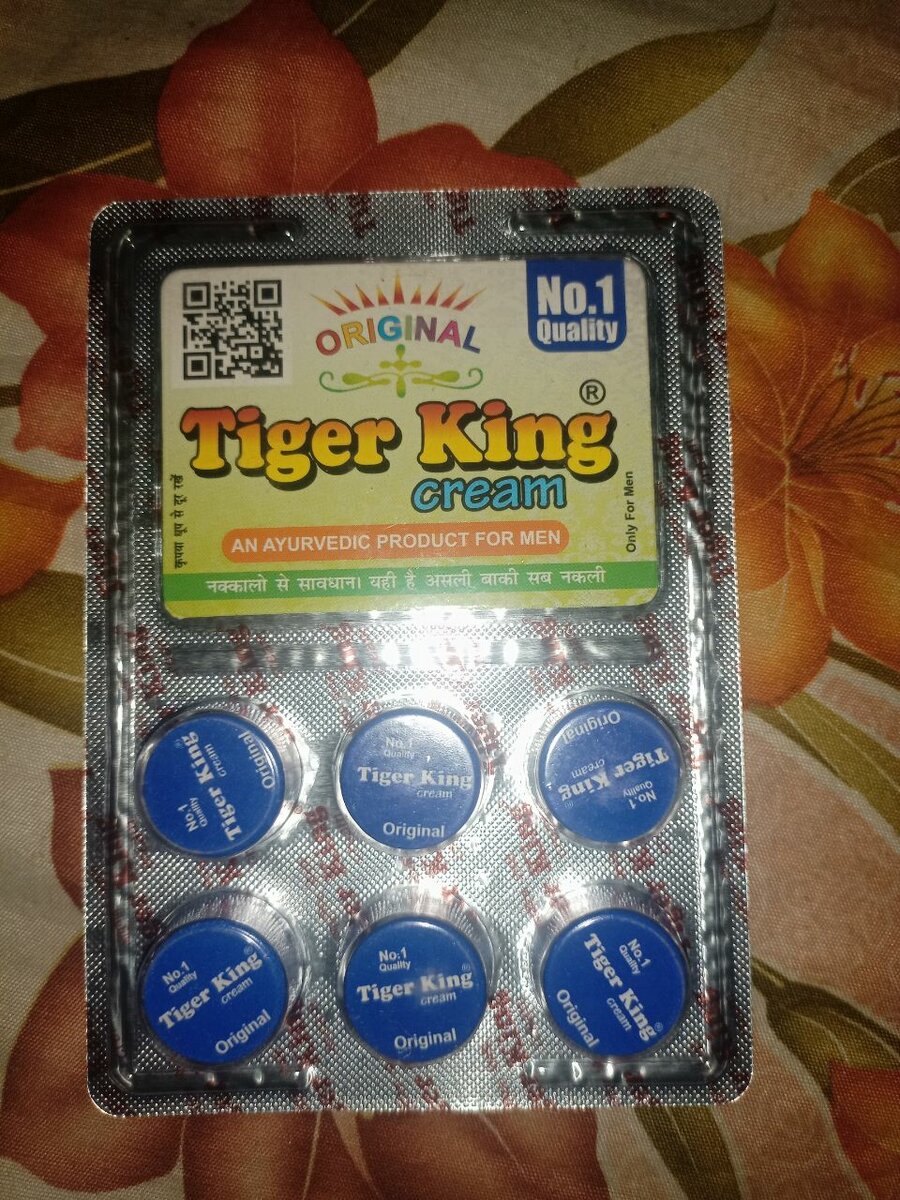 ORIGINAL
No.1
Quality
Tiger King ®
cream
कृपया धूप से दूर रखें
Only For Men
AN AYURVEDIC PRODUCT FOR MEN
नक्कालो से सावधान। यही है असली बाकी सब नकली
No.1
Quality
Tiger King®
cream
Original
No.1
Quality
Tiger King
cream
Original
No.1
Quality
Tiger King®
cream
Original
No.1
Quality
Tiger King
cream
Original
No.1
Quality
Tiger King®
cream
Original
No.1
Quality
Tiger King®
cream
Original